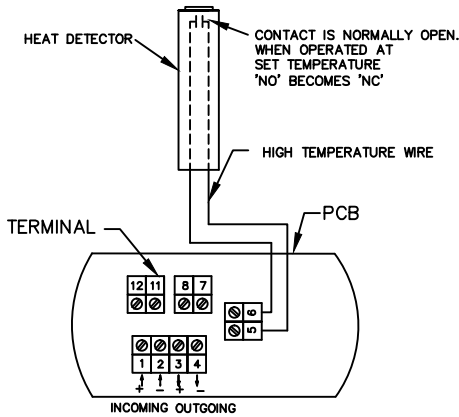 HEAT DETECTOR
CONTACT IS NORMALLY OPEN.
WHEN OPERATED AT
SET TEMPERATURE
'NO' BECOMES 'NC'
HIGH TEMPERATURE WIRE
TERMINAL
PCB
12 11 8 7
6
5
1 2 3 4
+ - + -
INCOMING OUTGOING